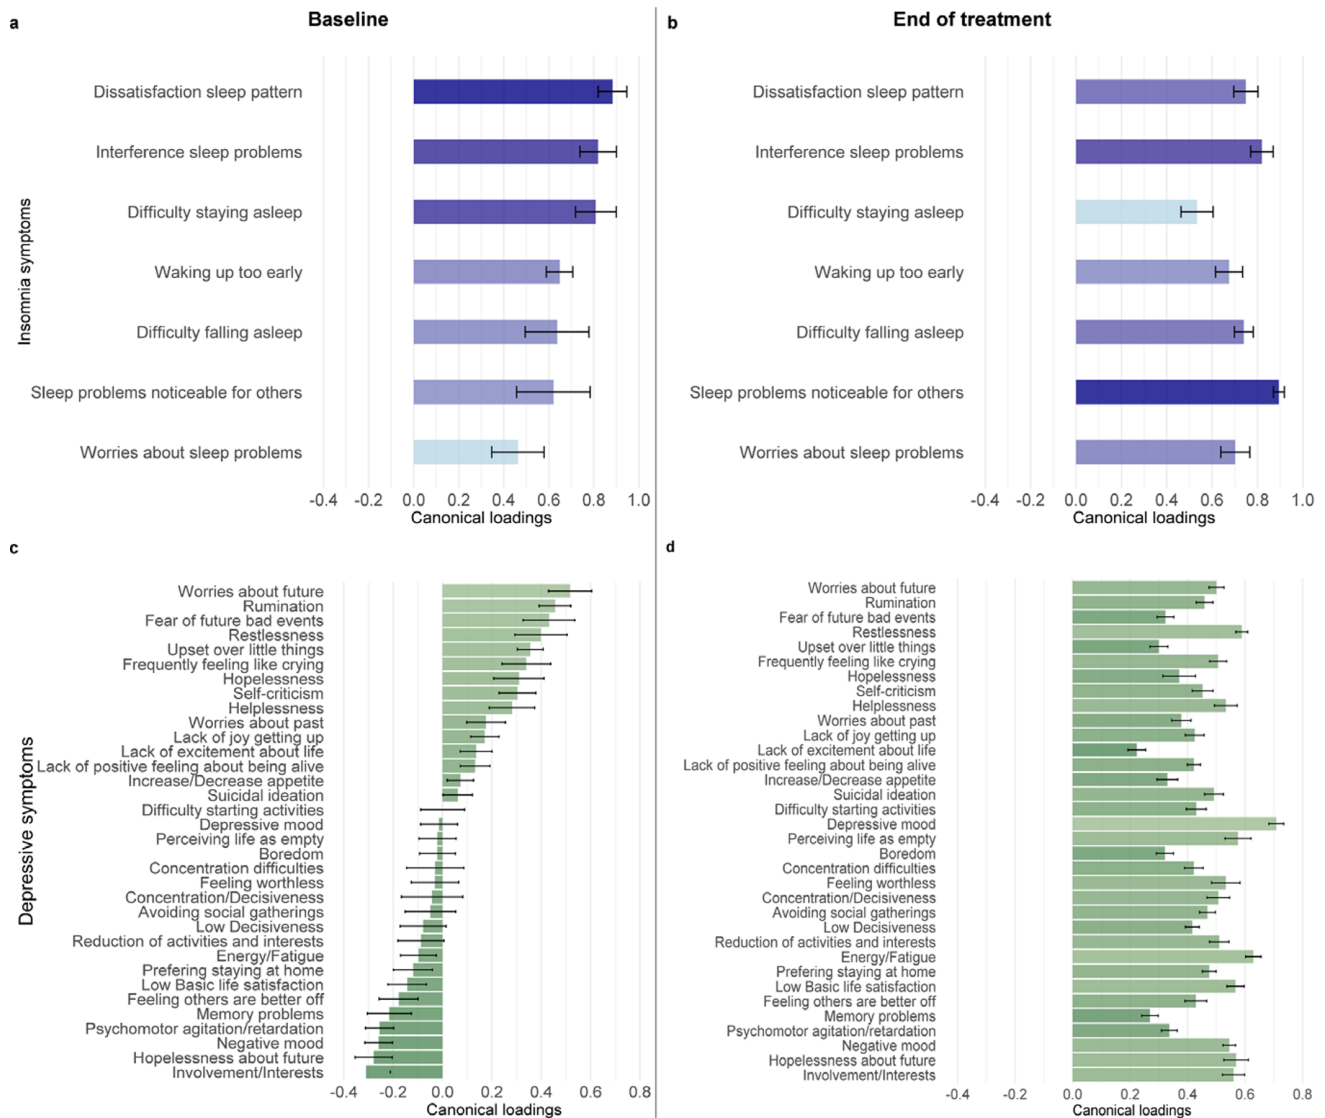 a
Baseline
Insomnia symptoms
Dissatisfaction sleep pattern
Interference sleep problems
Difficulty staying asleep
Waking up too early
Difficulty falling asleep
Sleep problems noticeable for others
Worries about sleep problems
-0.4 -0.2 0.0 0.2 0.4 0.6 0.8 1.0
Canonical loadings
b
End of treatment
Dissatisfaction sleep pattern
Interference sleep problems
Difficulty staying asleep
Waking up too early
Difficulty falling asleep
Sleep problems noticeable for others
Worries about sleep problems
-0.4 -0.2 0.0 0.2 0.4 0.6 0.8 1.0
Canonical loadings
c
Depressive symptoms
Worries about future
Rumination
Fear of future bad events
Restlessness
Upset over little things
Frequently feeling like crying
Hopelessness
Self-criticism
Helplessness
Worries about past
Lack of joy getting up
Lack of excitement about life
Lack of positive feeling about being alive
Increase/Decrease appetite
Suicidal ideation
Difficulty starting activities
Depressive mood
Perceiving life as empty
Boredom
Concentration difficulties
Feeling worthless
Concentration/Decisiveness
Avoiding social gatherings
Low Decisiveness
Reduction of activities and interests
Energy/Fatigue
Prefering staying at home
Low Basic life satisfaction
Feeling others are better off
Memory problems
Psychomotor agitation/retardation
Negative mood
Hopelessness about future
Involvement/Interests
-0.4 -0.2 0.0 0.2 0.4 0.6 0.8
Canonical loadings
d
Worries about future
Rumination
Fear of future bad events
Restlessness
Upset over little things
Frequently feeling like crying
Hopelessness
Self-criticism
Helplessness
Worries about past
Lack of joy getting up
Lack of excitement about life
Lack of positive feeling about being alive
Increase/Decrease appetite
Suicidal ideation
Difficulty starting activities
Depressive mood
Perceiving life as empty
Boredom
Concentration difficulties
Feeling worthless
Concentration/Decisiveness
Avoiding social gatherings
Low Decisiveness
Reduction of activities and interests
Energy/Fatigue
Prefering staying at home
Low Basic life satisfaction
Feeling others are better off
Memory problems
Psychomotor agitation/retardation
Negative mood
Hopelessness about future
Involvement/Interests
-0.4 -0.2 0.0 0.2 0.4 0.6 0.8
Canonical loadings